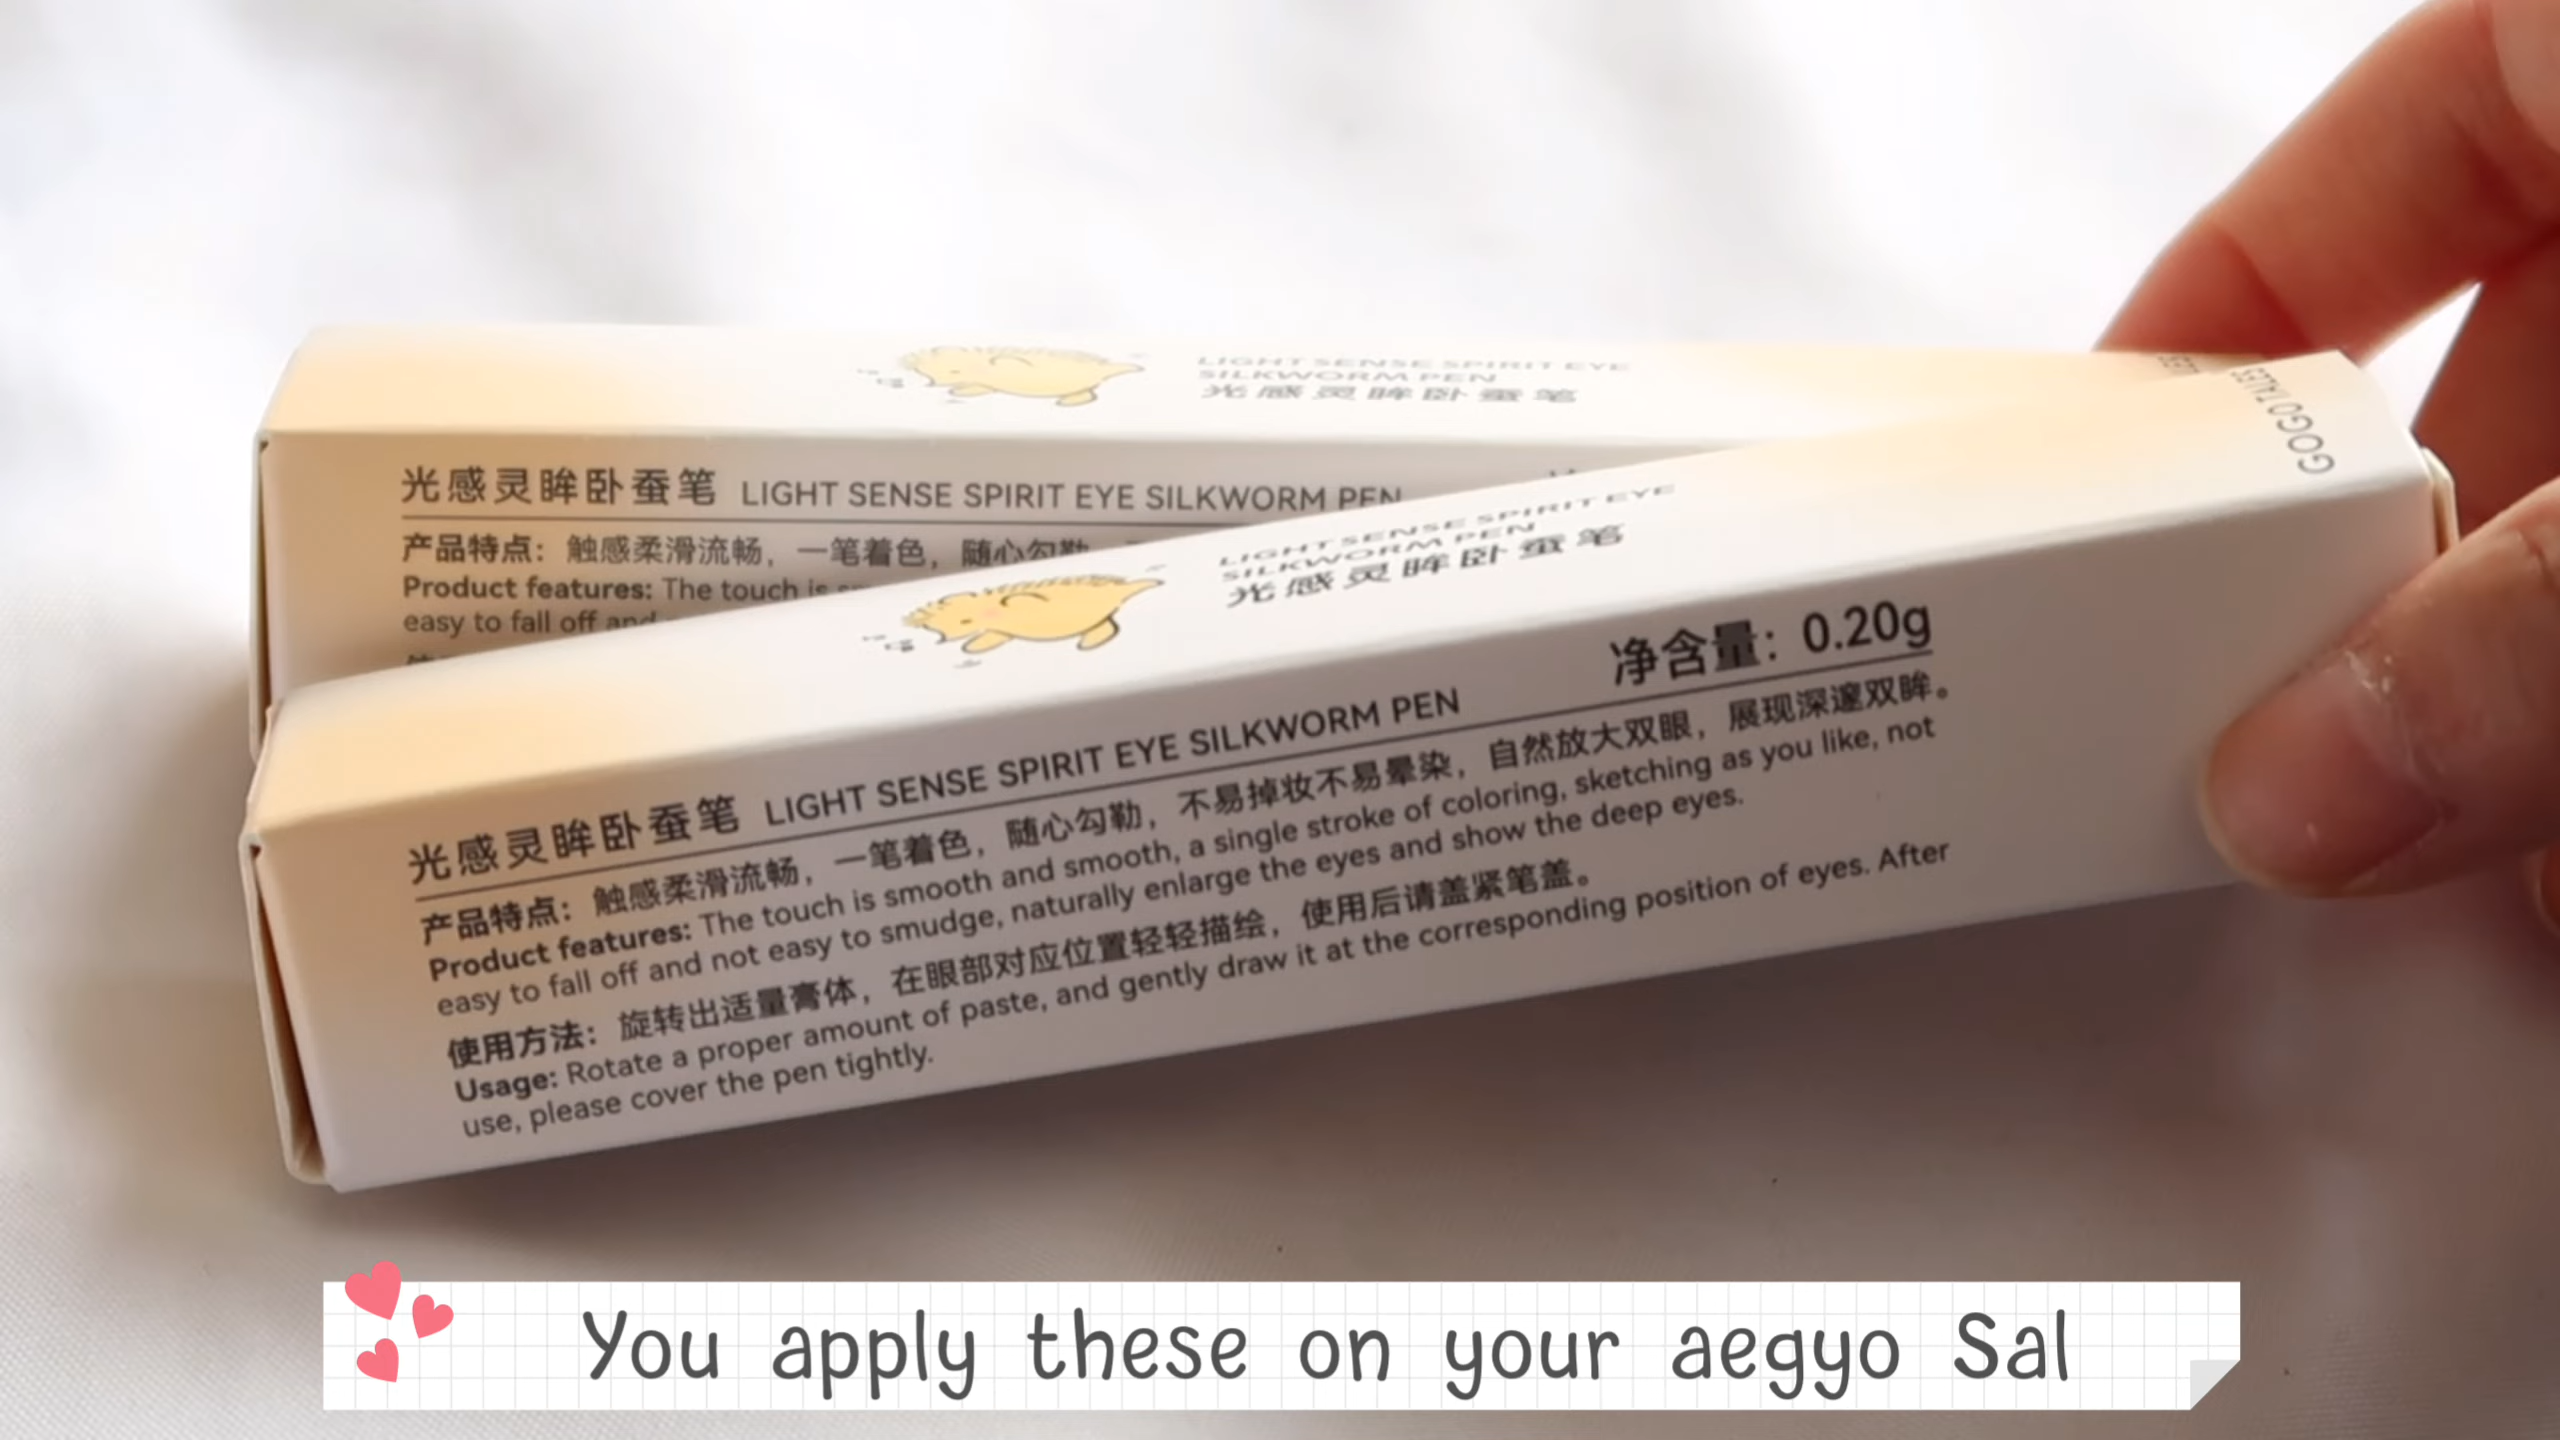 LIGHT SENSE SPIRIT EYE
SILKWORM PEN
光感灵眸卧蚕笔
光感灵眸卧蚕笔 LIGHT SENSE SPIRIT EYE SILKWORM PEN
产品特点：触感柔滑流畅，一笔着色，随心勾勒
Product features: The touch is
easy to fall off and
GOGO TALES
LIGHT SENSE SPIRIT EYE
SILKWORM PEN
光感灵眸卧蚕笔
净含量：0.20g
光感灵眸卧蚕笔 LIGHT SENSE SPIRIT EYE SILKWORM PEN
产品特点：触感柔滑流畅，一笔着色，随心勾勒，不易掉妆不易晕染，自然放大双眼，展现深邃双眸。
Product features: The touch is smooth and smooth, a single stroke of coloring, sketching as you like, not
easy to fall off and not easy to smudge, naturally enlarge the eyes and show the deep eyes.
使用方法：旋转出适量膏体，在眼部对应位置轻轻描绘，使用后请盖紧笔盖。
Usage: Rotate a proper amount of paste, and gently draw it at the corresponding position of eyes. After
use, please cover the pen tightly.
You apply these on your aegyo Sal